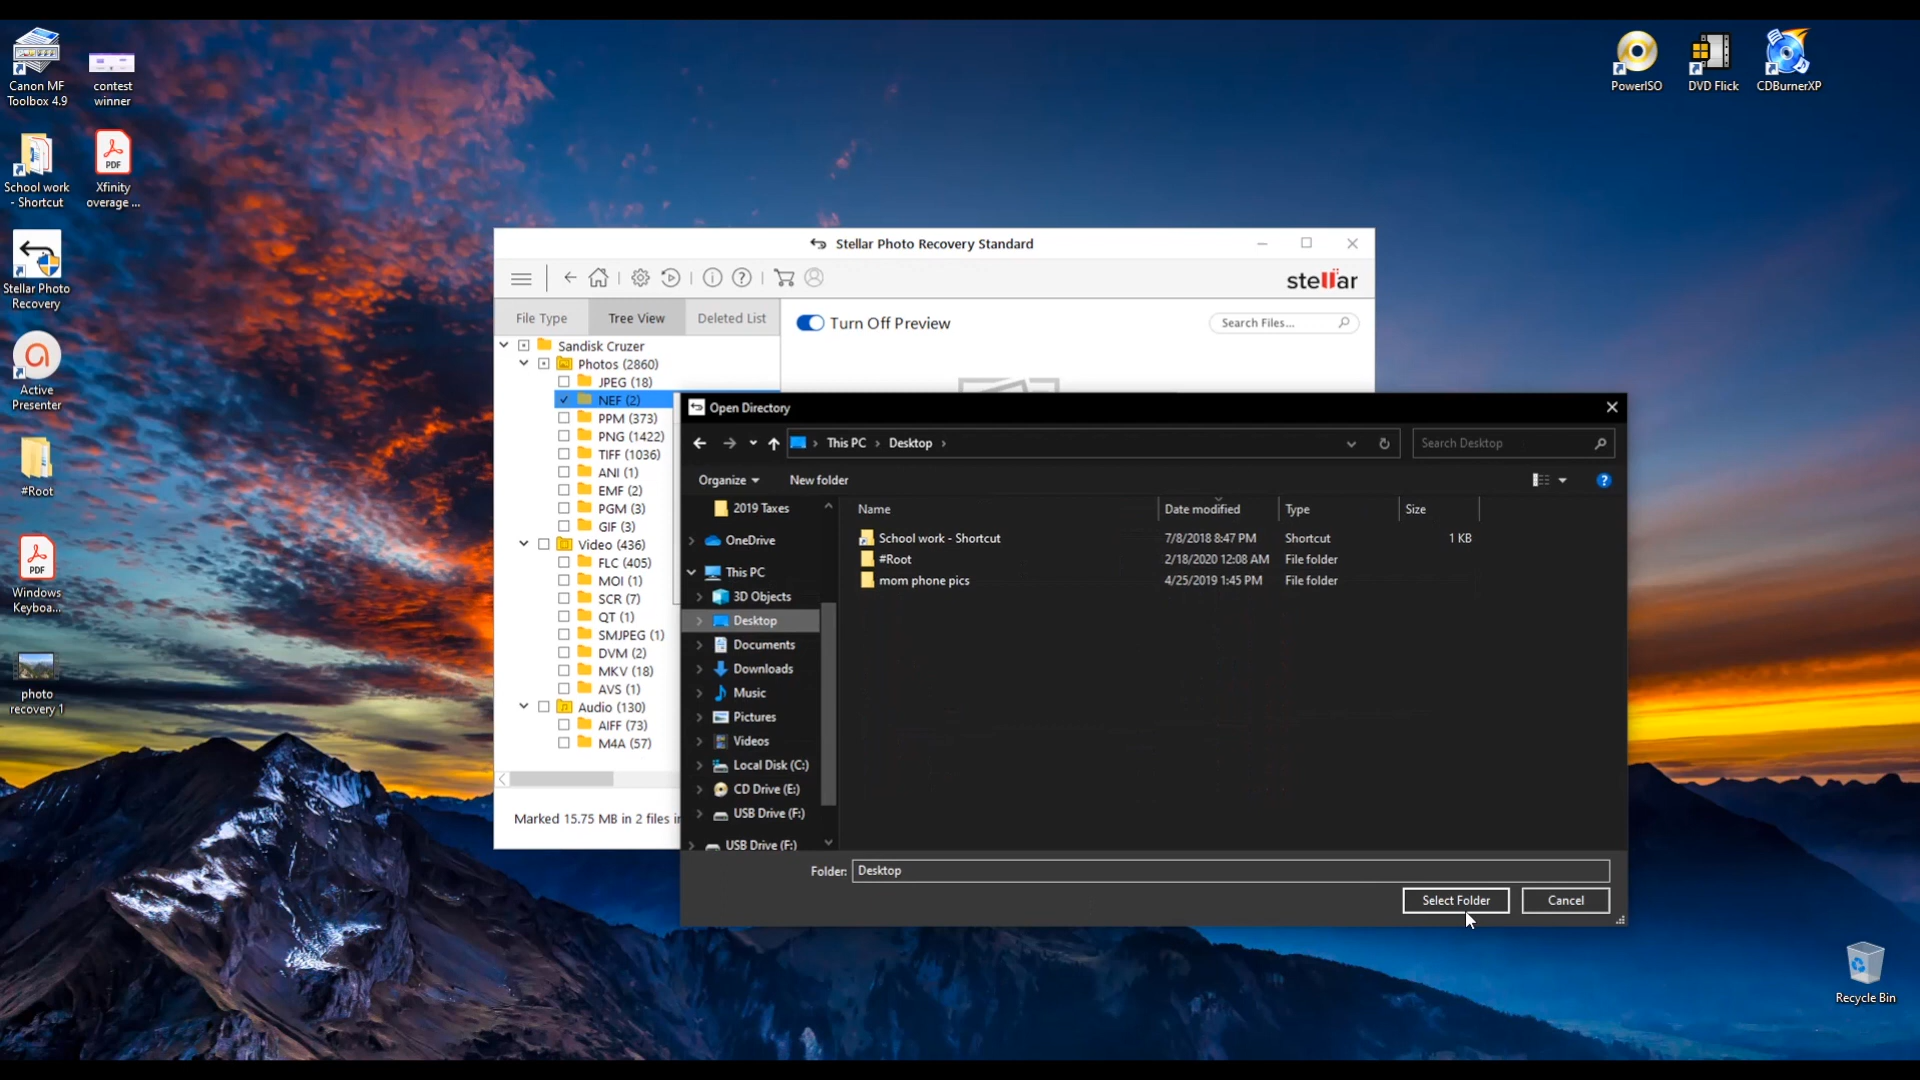 Canon MF
Toolbox 4.9
contest
winner
School work
- Shortcut
PDF
Xfinity
overage ...
Stellar Photo
Recovery
Active
Presenter
#Root
PDF
Windows
Keyboa...
photo
recovery 1
PowerISO
DVD Flick
CDBurnerXP
Recycle Bin
Stellar Photo Recovery Standard
stellar
File Type
Tree View
Deleted List
Turn Off Preview
Search Files...
Sandisk Cruzer
Photos (2860)
JPEG (18)
NEF (2)
PPM (373)
PNG (1422)
TIFF (1036)
ANI (1)
EMF (2)
PGM (3)
GIF (3)
Video (436)
FLC (405)
MOI (1)
SCR (7)
QT (1)
SMJPEG (1)
DVM (2)
MKV (18)
AVS (1)
Audio (130)
AIFF (73)
M4A (57)
Marked 15.75 MB in 2 files i
Open Directory
This PC > Desktop >
Search Desktop
Organize
New folder
2019 Taxes
OneDrive
This PC
3D Objects
Desktop
Documents
Downloads
Music
Pictures
Videos
Local Disk (C:)
CD Drive (E:)
USB Drive (F:)
USB Drive (F:)
Name Date modified Type Size
School work - Shortcut 7/8/2018 8:47 PM Shortcut 1 KB
#Root 2/18/2020 12:08 AM File folder
mom phone pics 4/25/2019 1:45 PM File folder
Folder: Desktop
Select Folder
Cancel